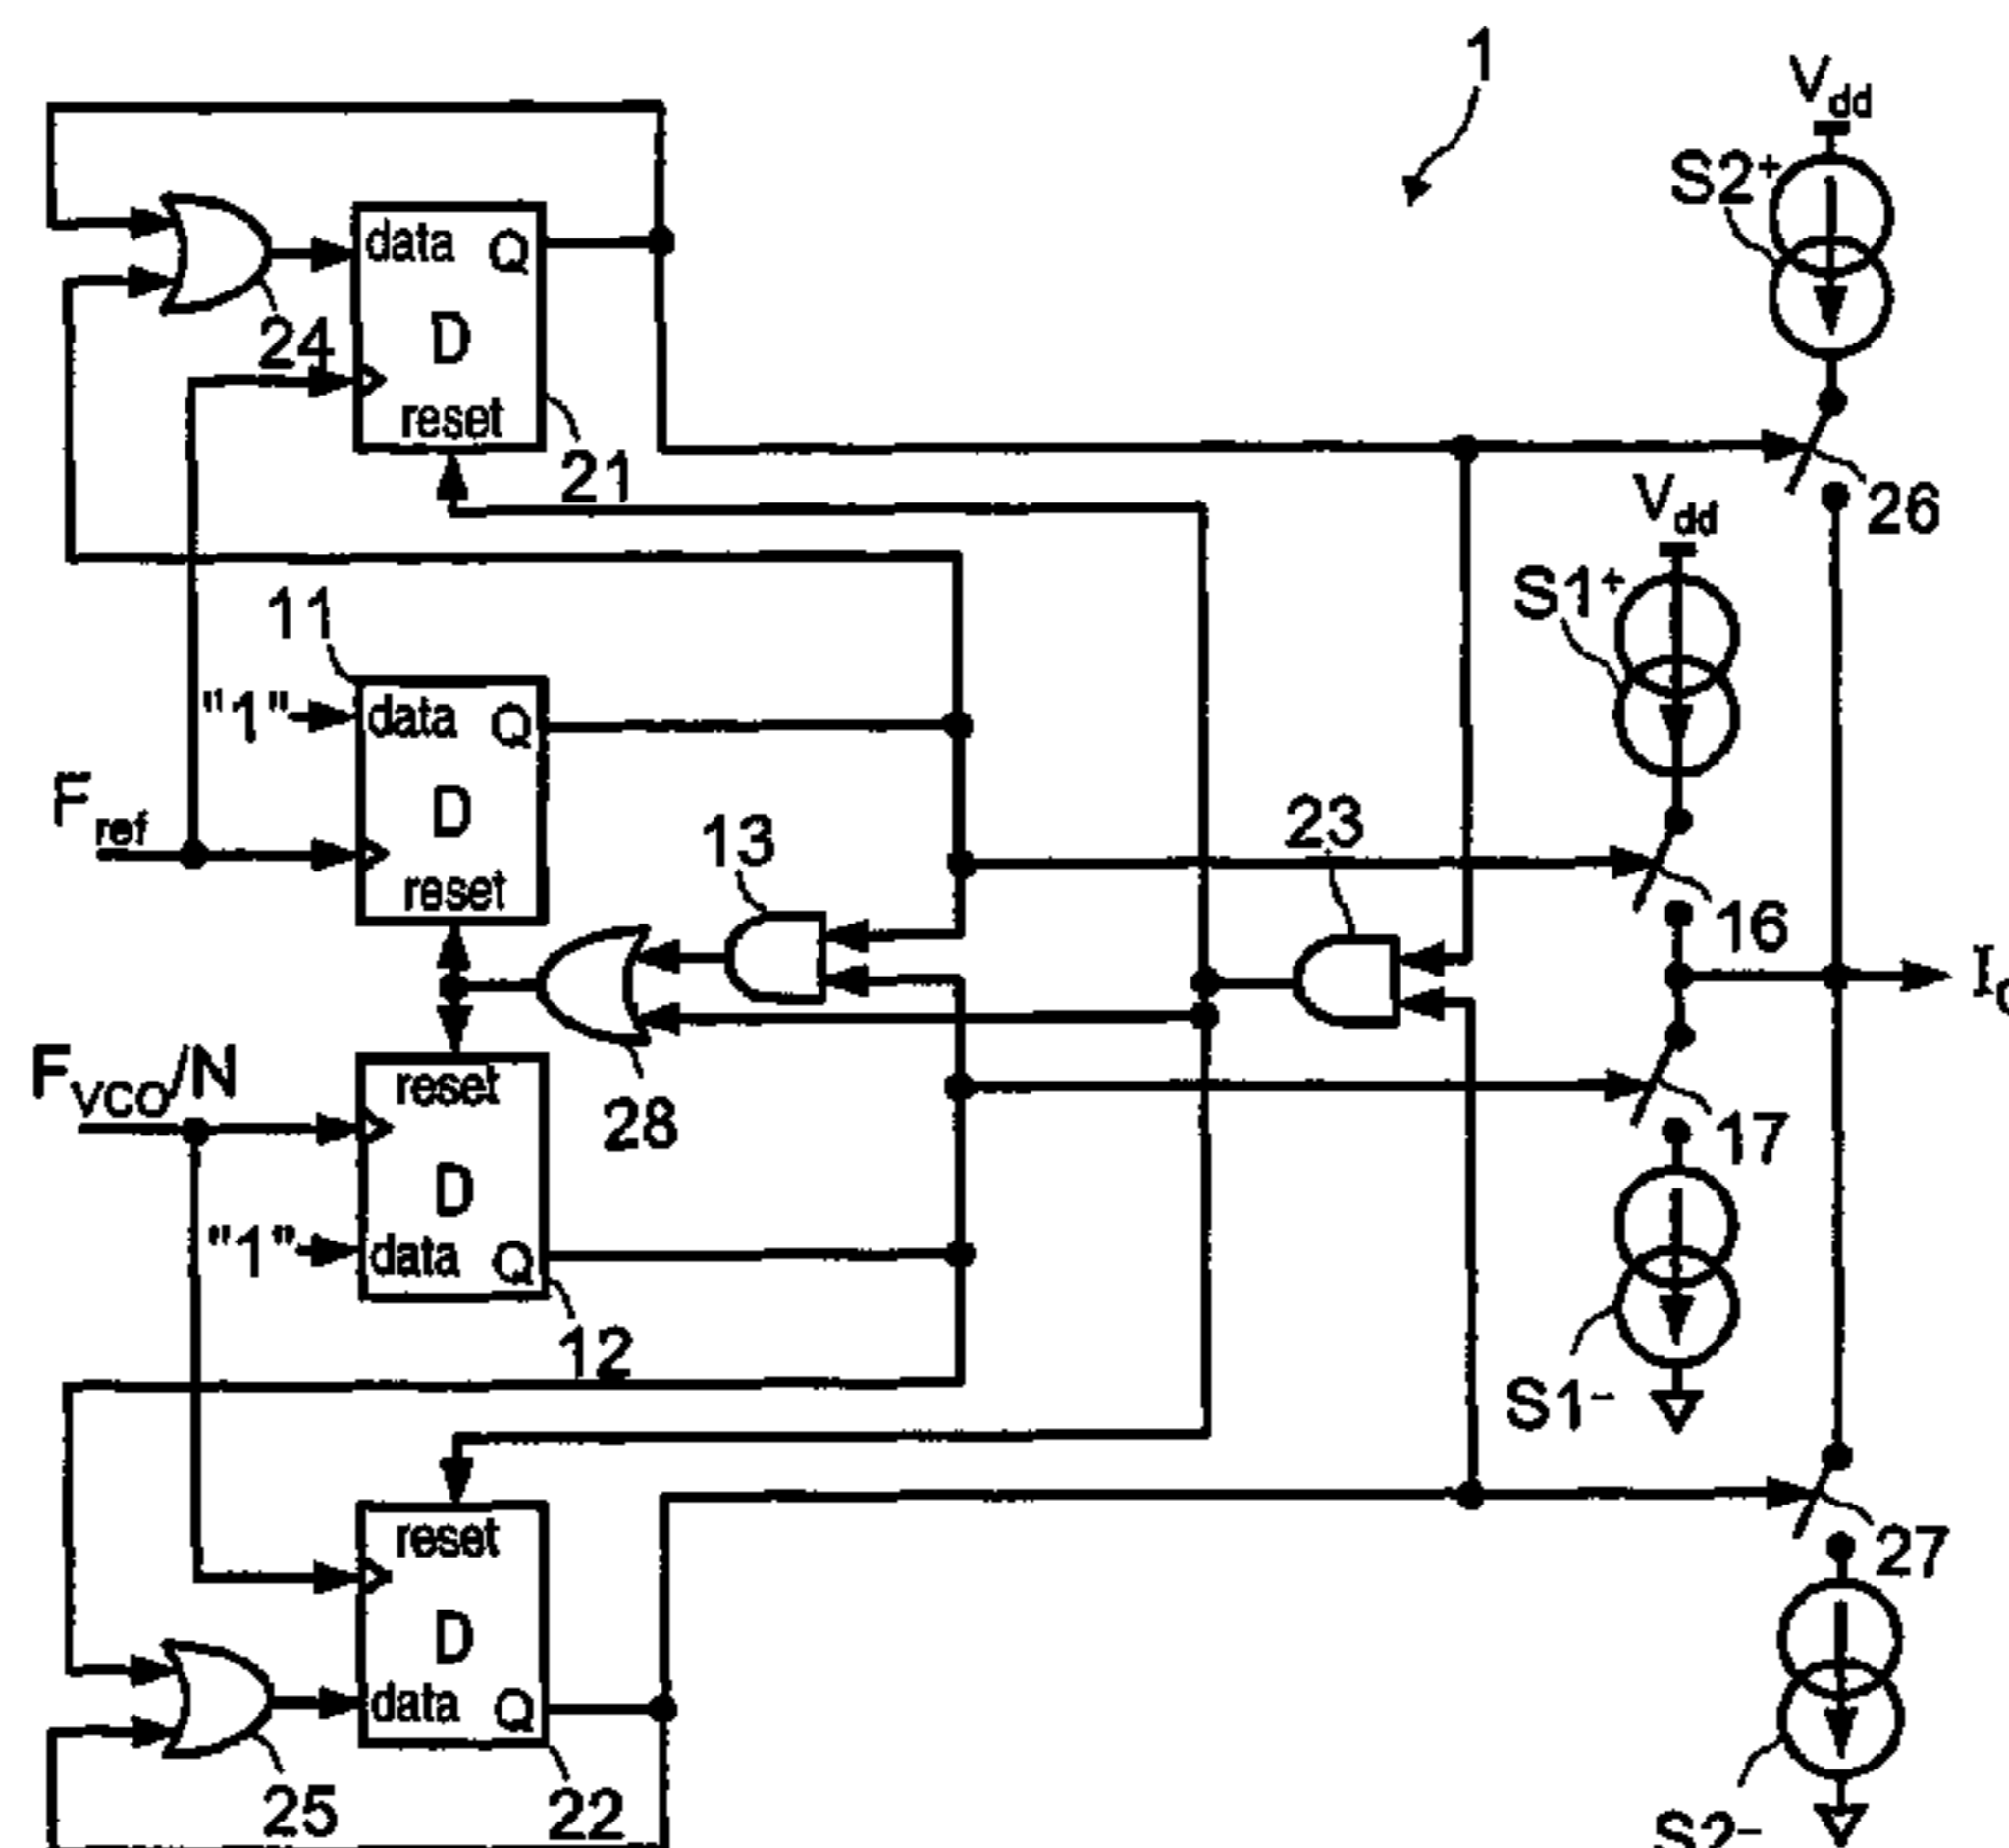 1
Vdd
S2+
data Q
D
reset
24
21
26
Vdd
S1+
11
"1"
data Q
D
reset
Fref
13
23
16
FVCO/N
reset
D
data Q
"1"
28
17
12
S1−
reset
D
data Q
27
25
22
S2−